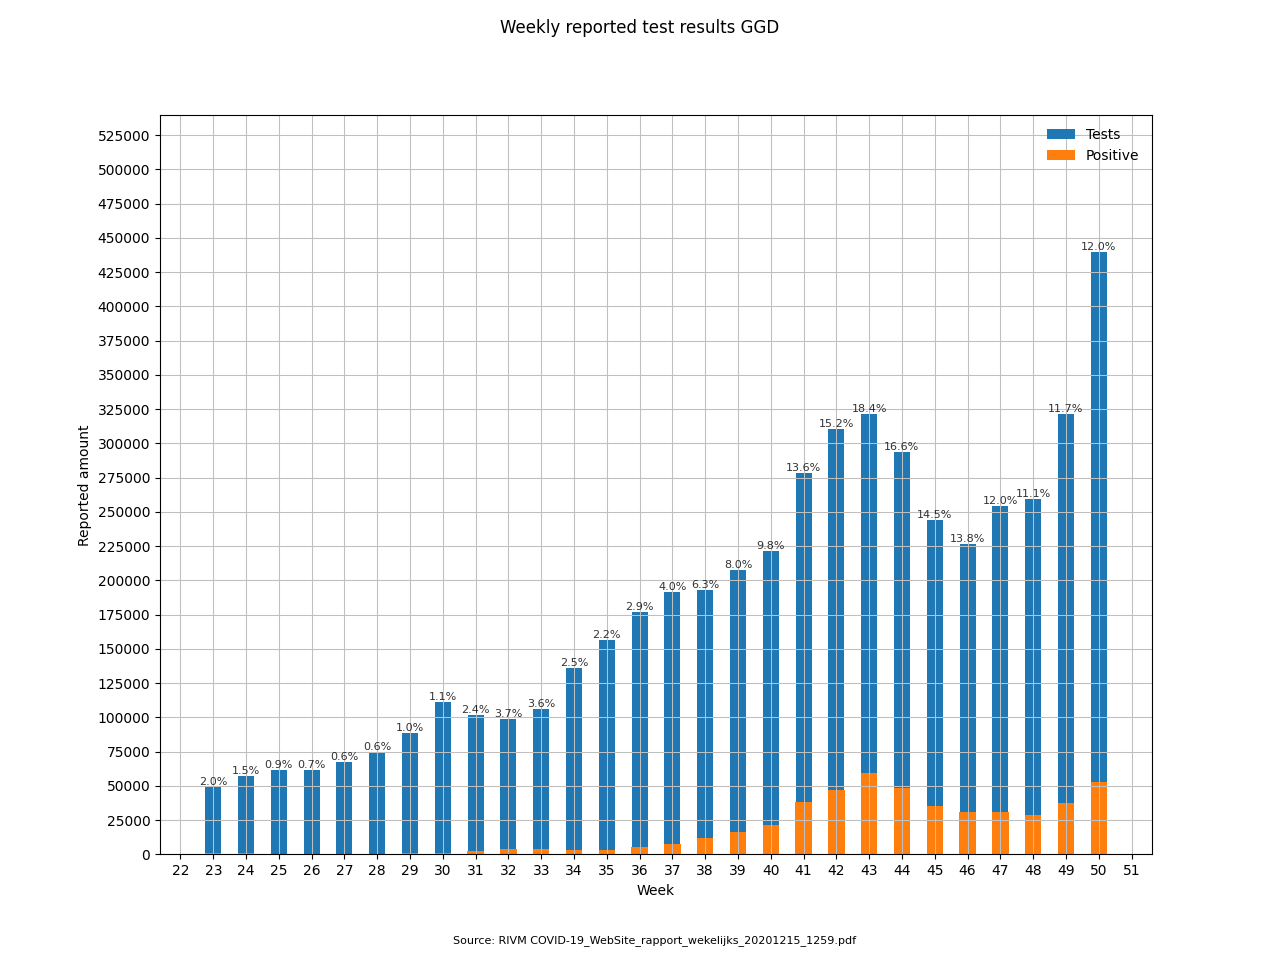 Weekly reported test results GGD
Tests
Positive
525000
500000
475000
450000
425000
400000
375000
350000
325000
300000
275000
250000
225000
200000
175000
150000
125000
100000
75000
50000
25000
0
Reported amount
2.0% 1.5% 0.9% 0.7% 0.6% 0.6% 1.0% 1.1% 2.4% 3.7% 3.6% 2.5% 2.2% 2.9% 4.0% 6.3% 8.0% 9.8% 13.6% 15.2% 18.4% 16.6% 14.5% 13.8% 12.0% 11.1% 11.7% 12.0%
22 23 24 25 26 27 28 29 30 31 32 33 34 35 36 37 38 39 40 41 42 43 44 45 46 47 48 49 50 51
Week
Source: RIVM COVID-19_WebSite_rapport_wekelijks_20201215_1259.pdf